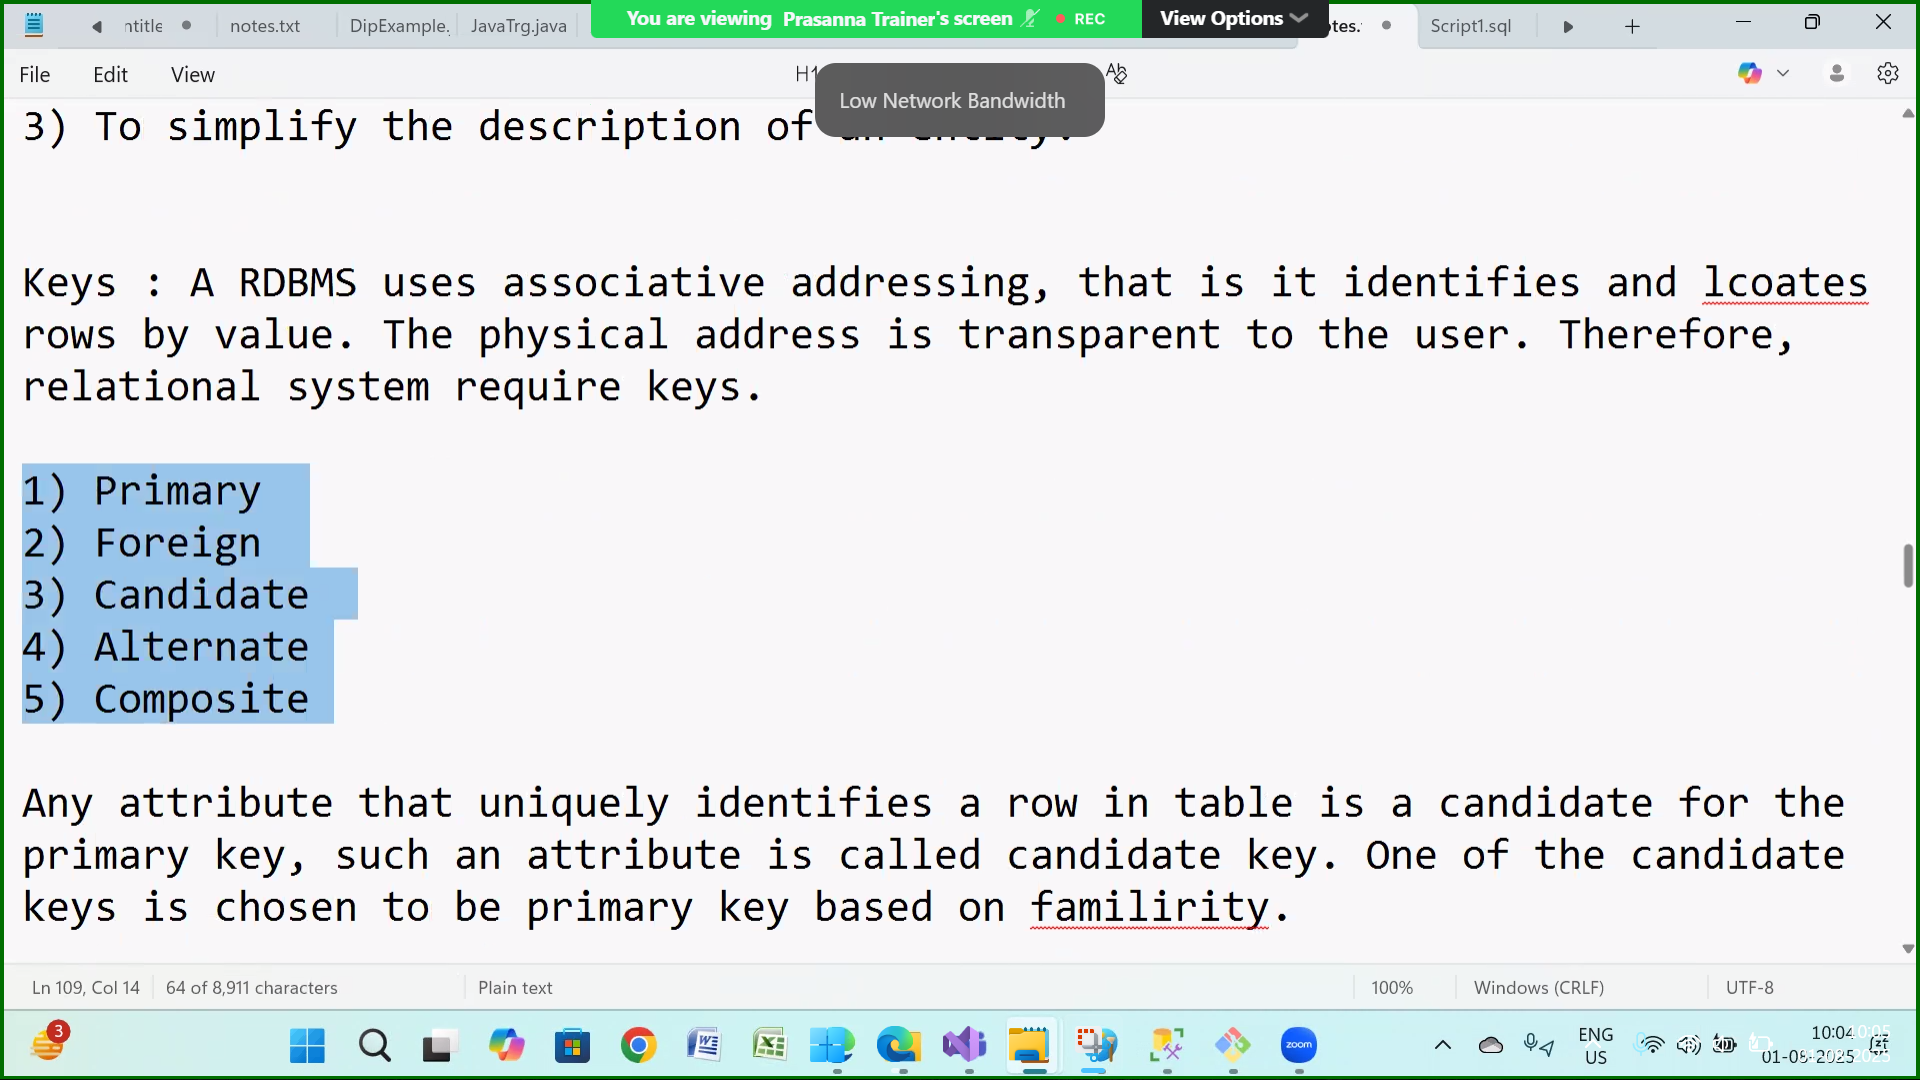 ntitle
notes.txt
DipExample.
JavaTrg.java
You are viewing Prasanna Trainer's screen
REC
View Options
otes.
Script1.sql
File
Edit
View
H1
Low Network Bandwidth
3) To simplify the description of an entity.
Keys : A RDBMS uses associative addressing, that is it identifies and lcoates
rows by value. The physical address is transparent to the user. Therefore,
relational system require keys.
1) Primary
2) Foreign
3) Candidate
4) Alternate
5) Composite
Any attribute that uniquely identifies a row in table is a candidate for the
primary key, such an attribute is called candidate key. One of the candidate
keys is chosen to be primary key based on familirity.
Ln 109, Col 14
64 of 8,911 characters
Plain text
100%
Windows (CRLF)
UTF-8
3
zoom
ENG
US
10:04
01-08-2025